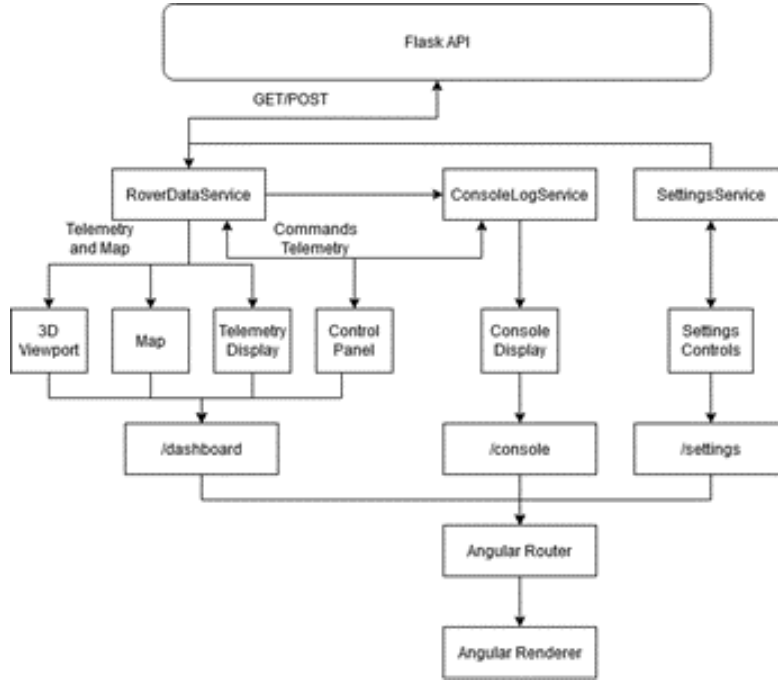 Flask API
GET/POST
RoverDataService
ConsoleLogService
SettingsService
Telemetry
and Map
Commands
Telemetry
3D
Viewport
Map
Telemetry
Display
Control
Panel
Console
Display
Settings
Controls
/dashboard
/console
/settings
Angular Router
Angular Renderer